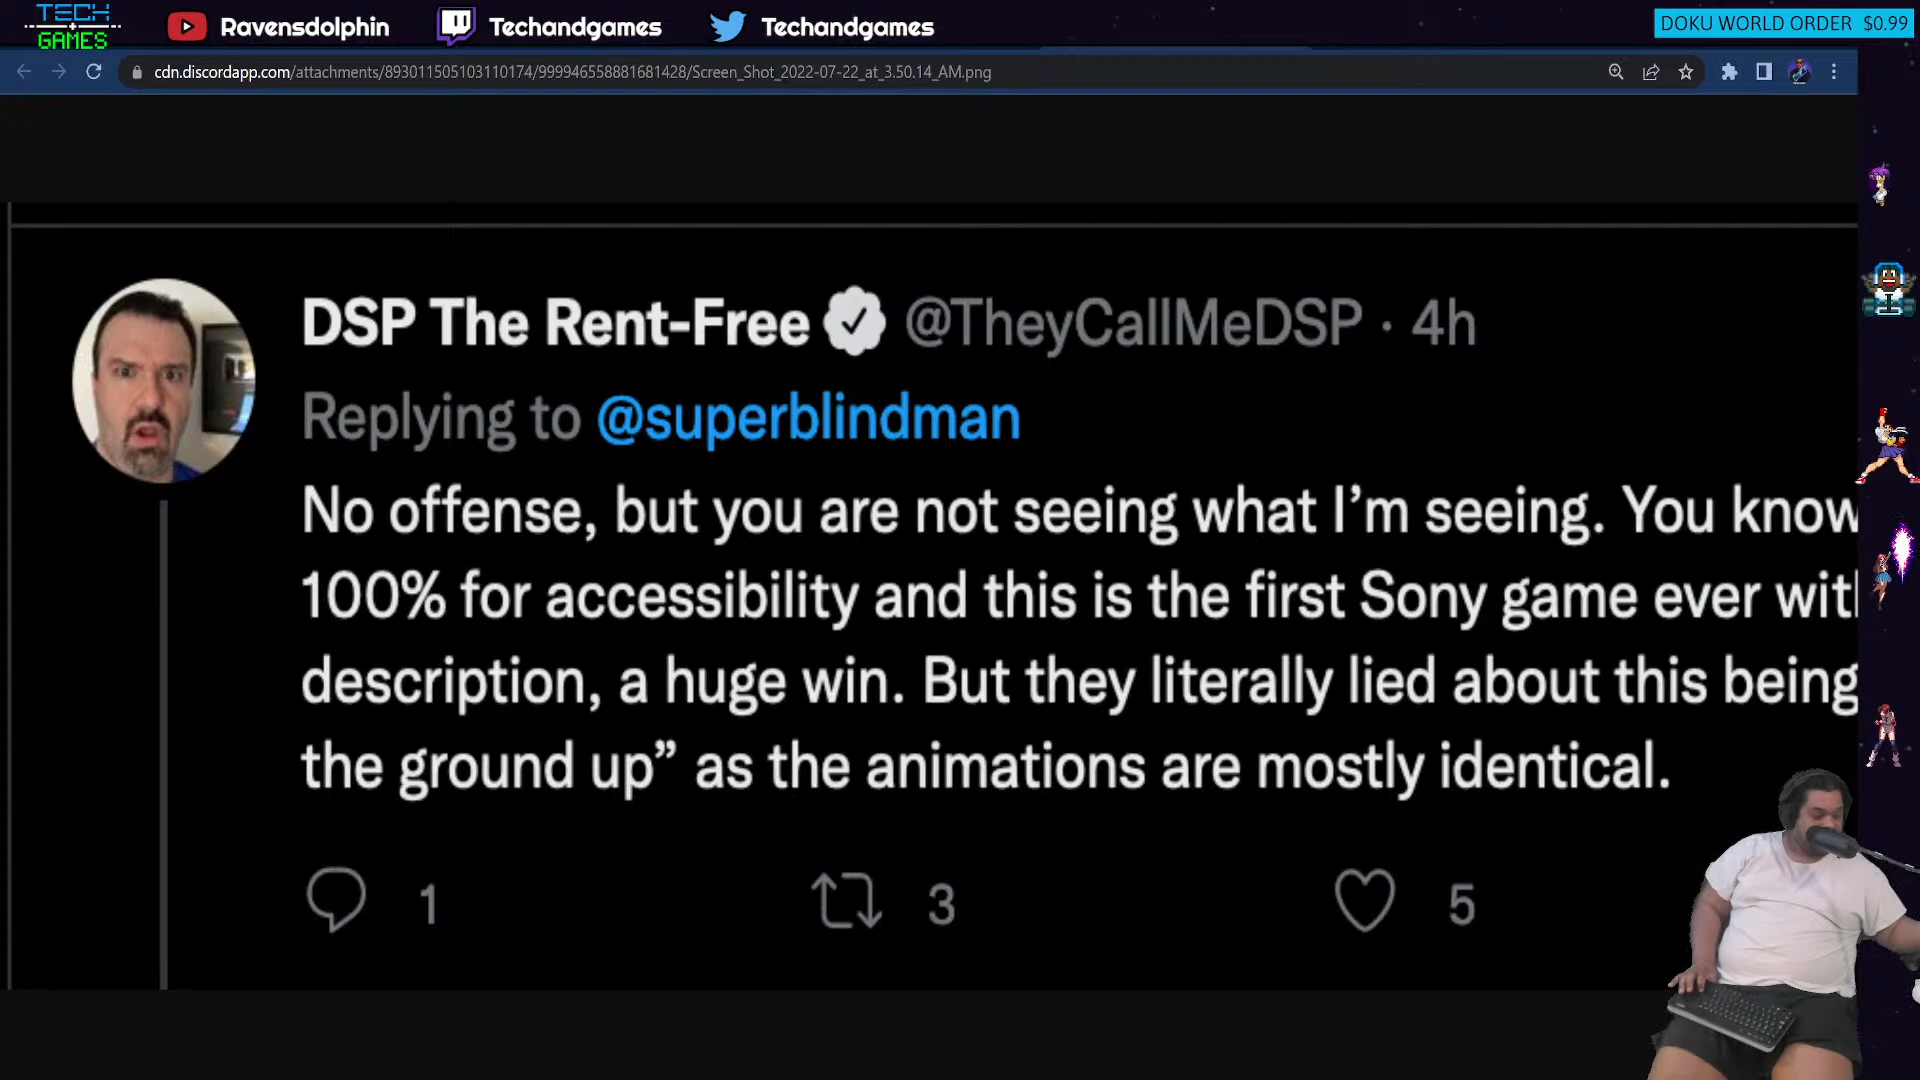 TECH
GAMES
Ravensdolphin
Techandgames
Techandgames
DOKU WORLD ORDER $0.99
cdn.discordapp.com/attachments/893011505103110174/999946558881681428/Screen_Shot_2022-07-22_at_3.50.14_AM.png
DSP The Rent-Free @TheyCallMeDSP · 4h
Replying to @superblindman
No offense, but you are not seeing what I’m seeing. You know
100% for accessibility and this is the first Sony game ever
description, a huge win. But they literally lied about this being
the ground up” as the animations are mostly identical.
1
3
5